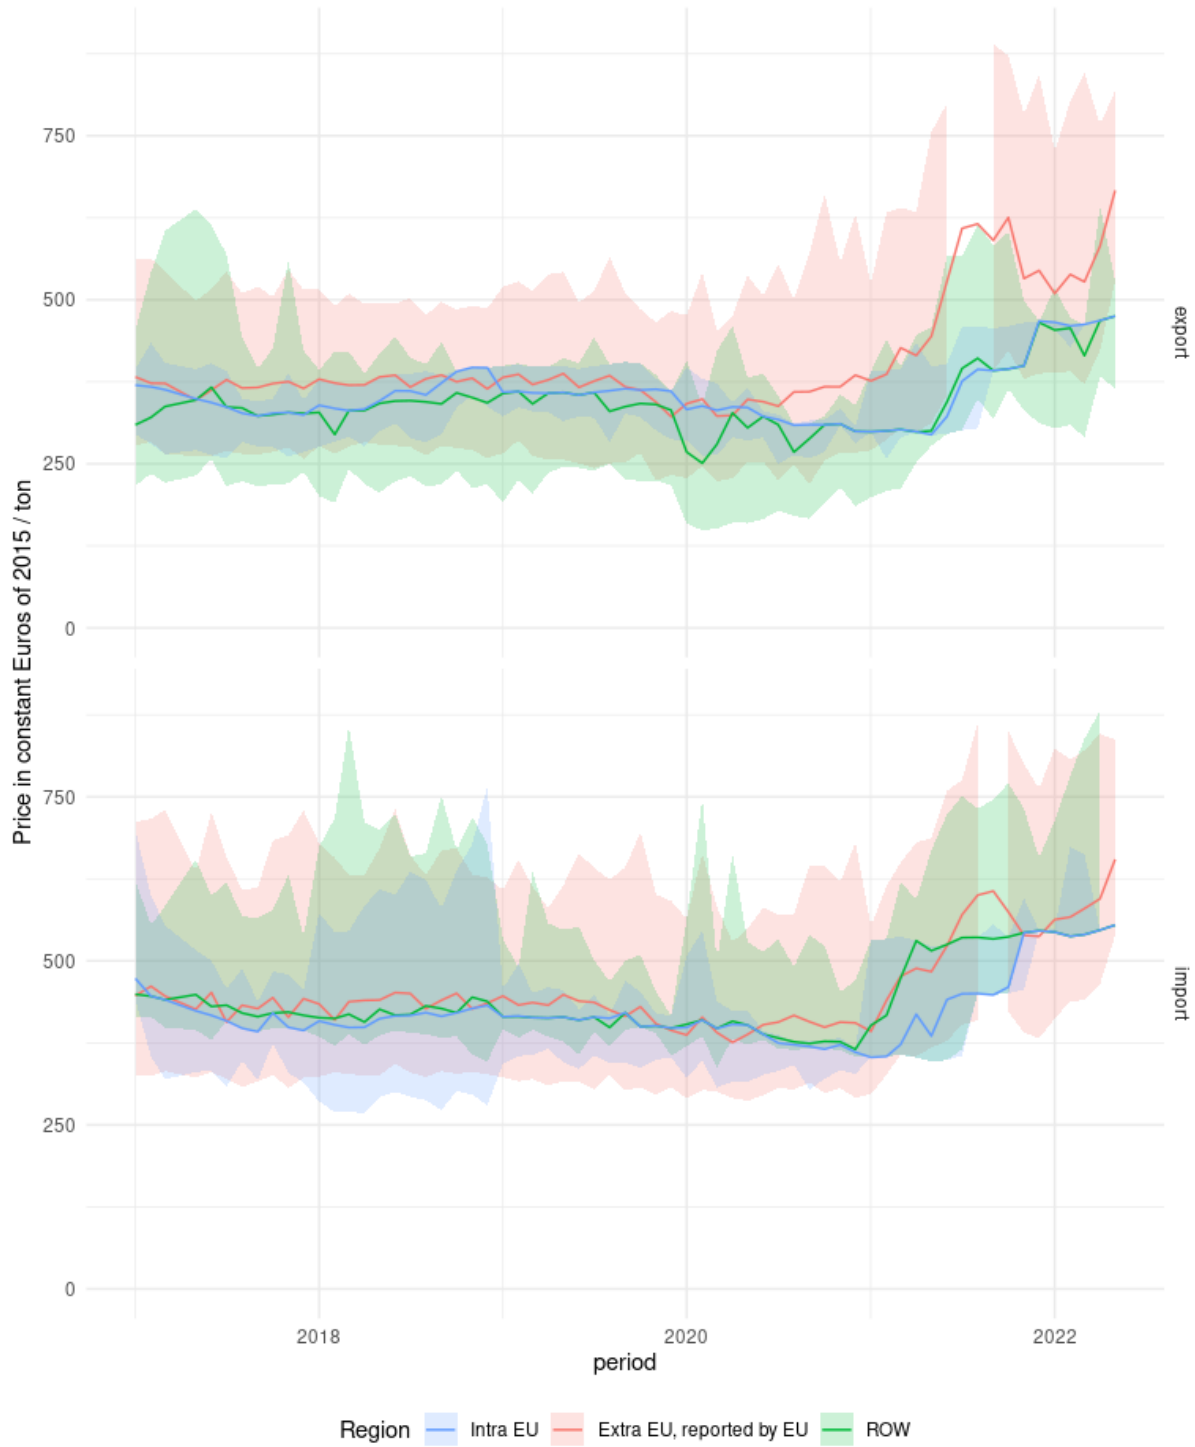 Price in constant Euros of 2015 / ton
750
500
250
0
export
750
500
250
0
import
2018 2020 2022
period
Region Intra EU Extra EU, reported by EU ROW